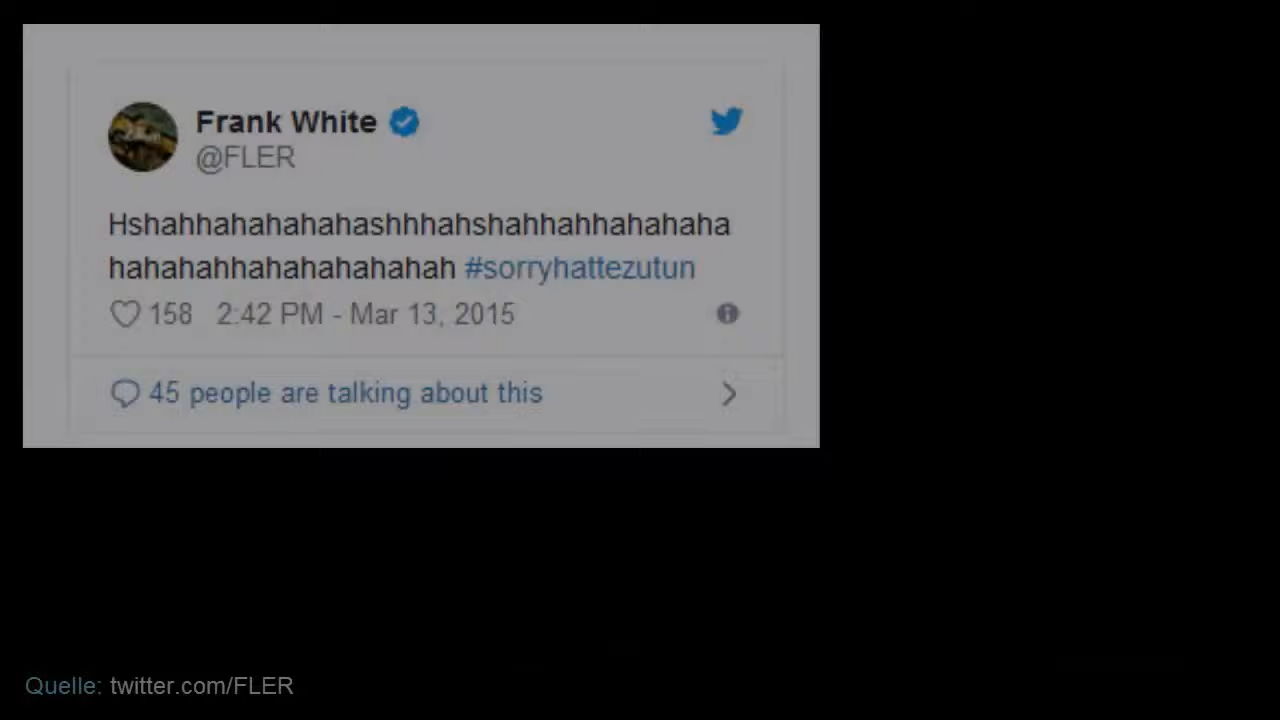 Frank White
@FLER
Hshahhahahahahashhhahshahhahhahahaha
hahahahhahahahahahah #sorryhattezutun
158 2:42 PM - Mar 13, 2015
45 people are talking about this
Quelle: twitter.com/FLER